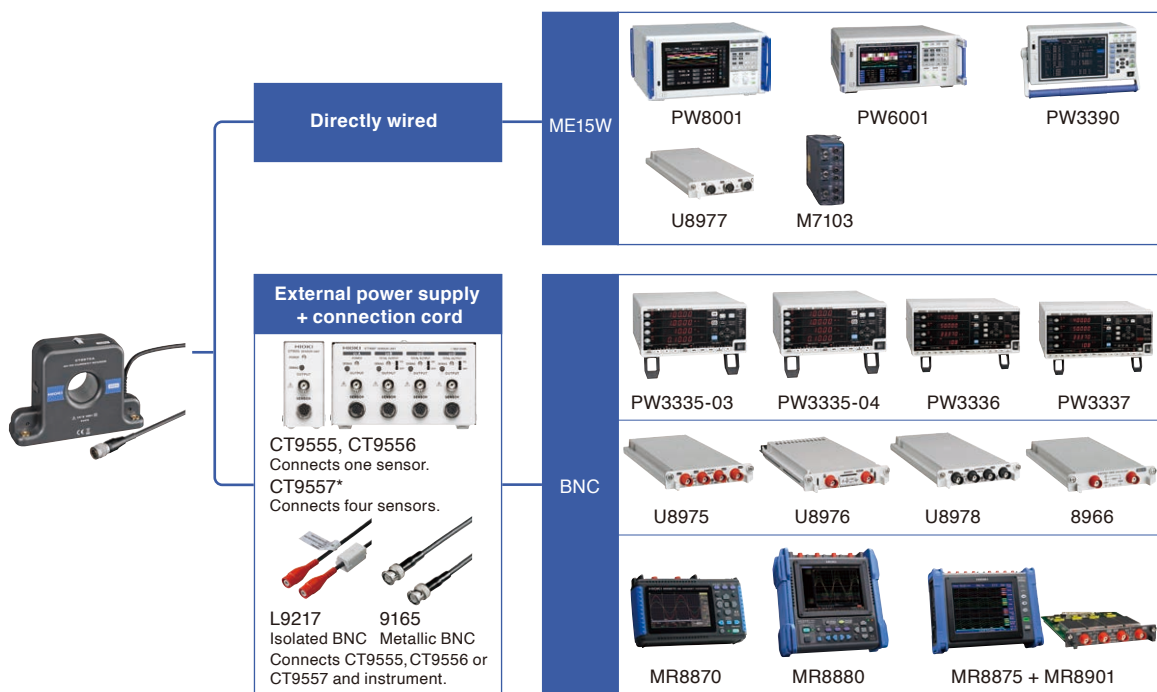 Directly wired
ME15W
PW8001
PW6001
PW3390
U8977
M7103
External power supply
+ connection cord
HIOKI
CT9555, CT9556
Connects one sensor.
CT9557*
Connects four sensors.
L9217
Isolated BNC
9165
Metallic BNC
Connects CT9555, CT9556 or
CT9557 and instrument.
BNC
PW3335-03
PW3335-04
PW3336
PW3337
U8975
U8976
U8978
8966
MR8870
MR8880
MR8875 + MR8901